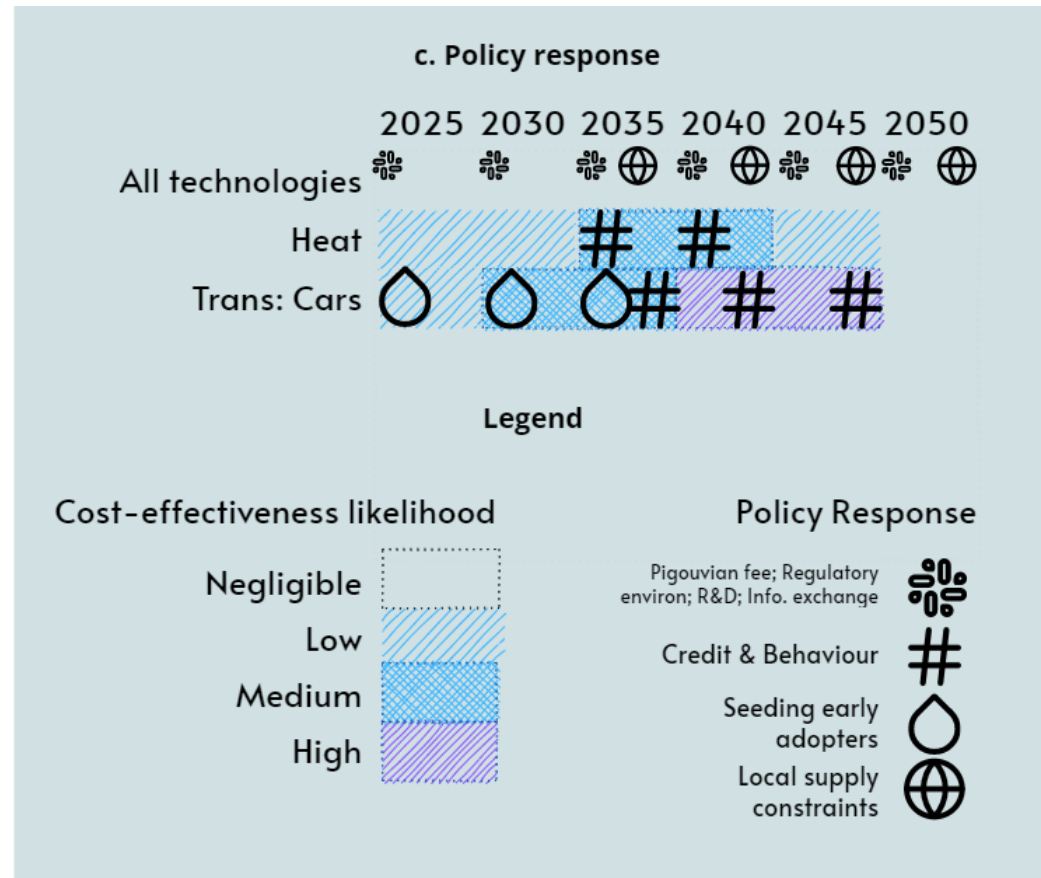 c. Policy response
2025 2030 2035 2040 2045 2050
All technologies
Heat
Trans: Cars
Legend
Cost-effectiveness likelihood
Negligible
Low
Medium
High
Policy Response
Pigouvian fee; Regulatory
environ; R&D; Info. exchange
Credit & Behaviour
Seeding early
adopters
Local supply
constraints